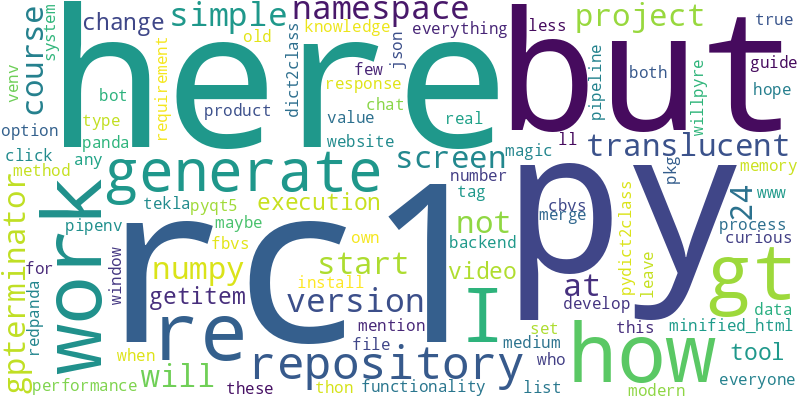 here
but
rc1
py
course
system
change
simple
old
namespace
knowledge
everything
json
few
less
project
true
guide
hope
both
pipeline
willpyre
venv
bot
type
panda
requirement
product
dict2class
value
response
chat
website
real
ll
translucent
option
click
any
method
work
generate
screen
magic
number
tag
pkg
memory
24
www
process
curious
tekla
pyqt5
execution
maybe
own
not
backend
cbvs
merge
pydict2class
leave
gpterminator
pipenv
for
redpanda
window
numpy
fbvs
getitem
start
install
version
video
I
at
develop
this
gt
data
minified_html
re
repository
mention
file
medium
set
who
how
tool
everyone
performance
when
will
these
thon
functionality
list
modern